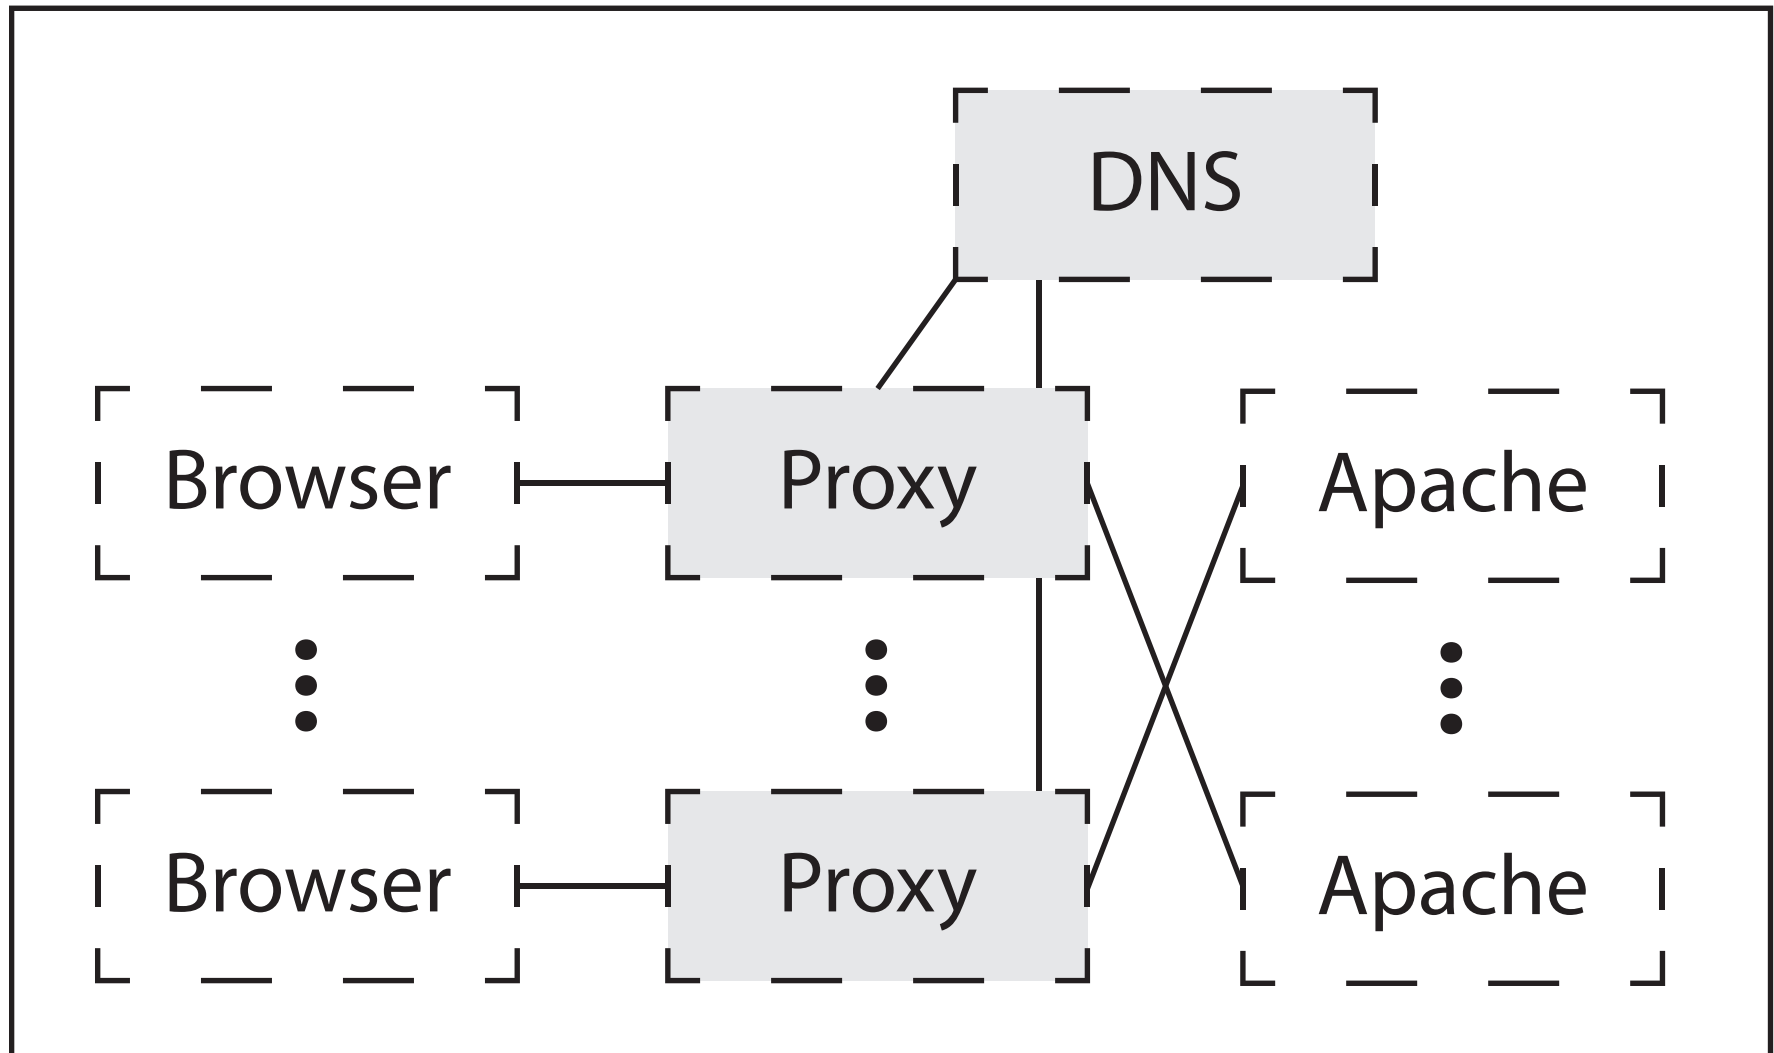 DNS
Browser
Proxy
Apache
Browser
Proxy
Apache